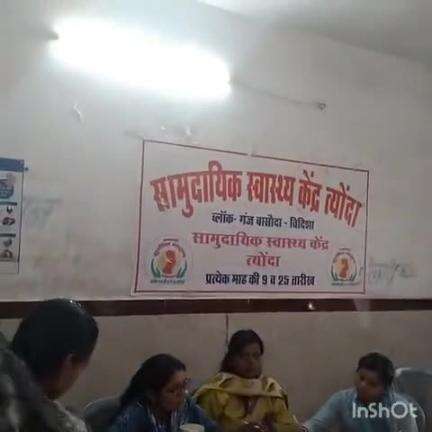 सामुदायिक स्वास्थ्य केंद्र त्योंदा
ब्लॉक- गंज बासौदा - विदिशा
सामुदायिक स्वास्थ्य केंद्र
त्योंदा
प्रत्येक माह की 9 व 25 तारीख
InShOt